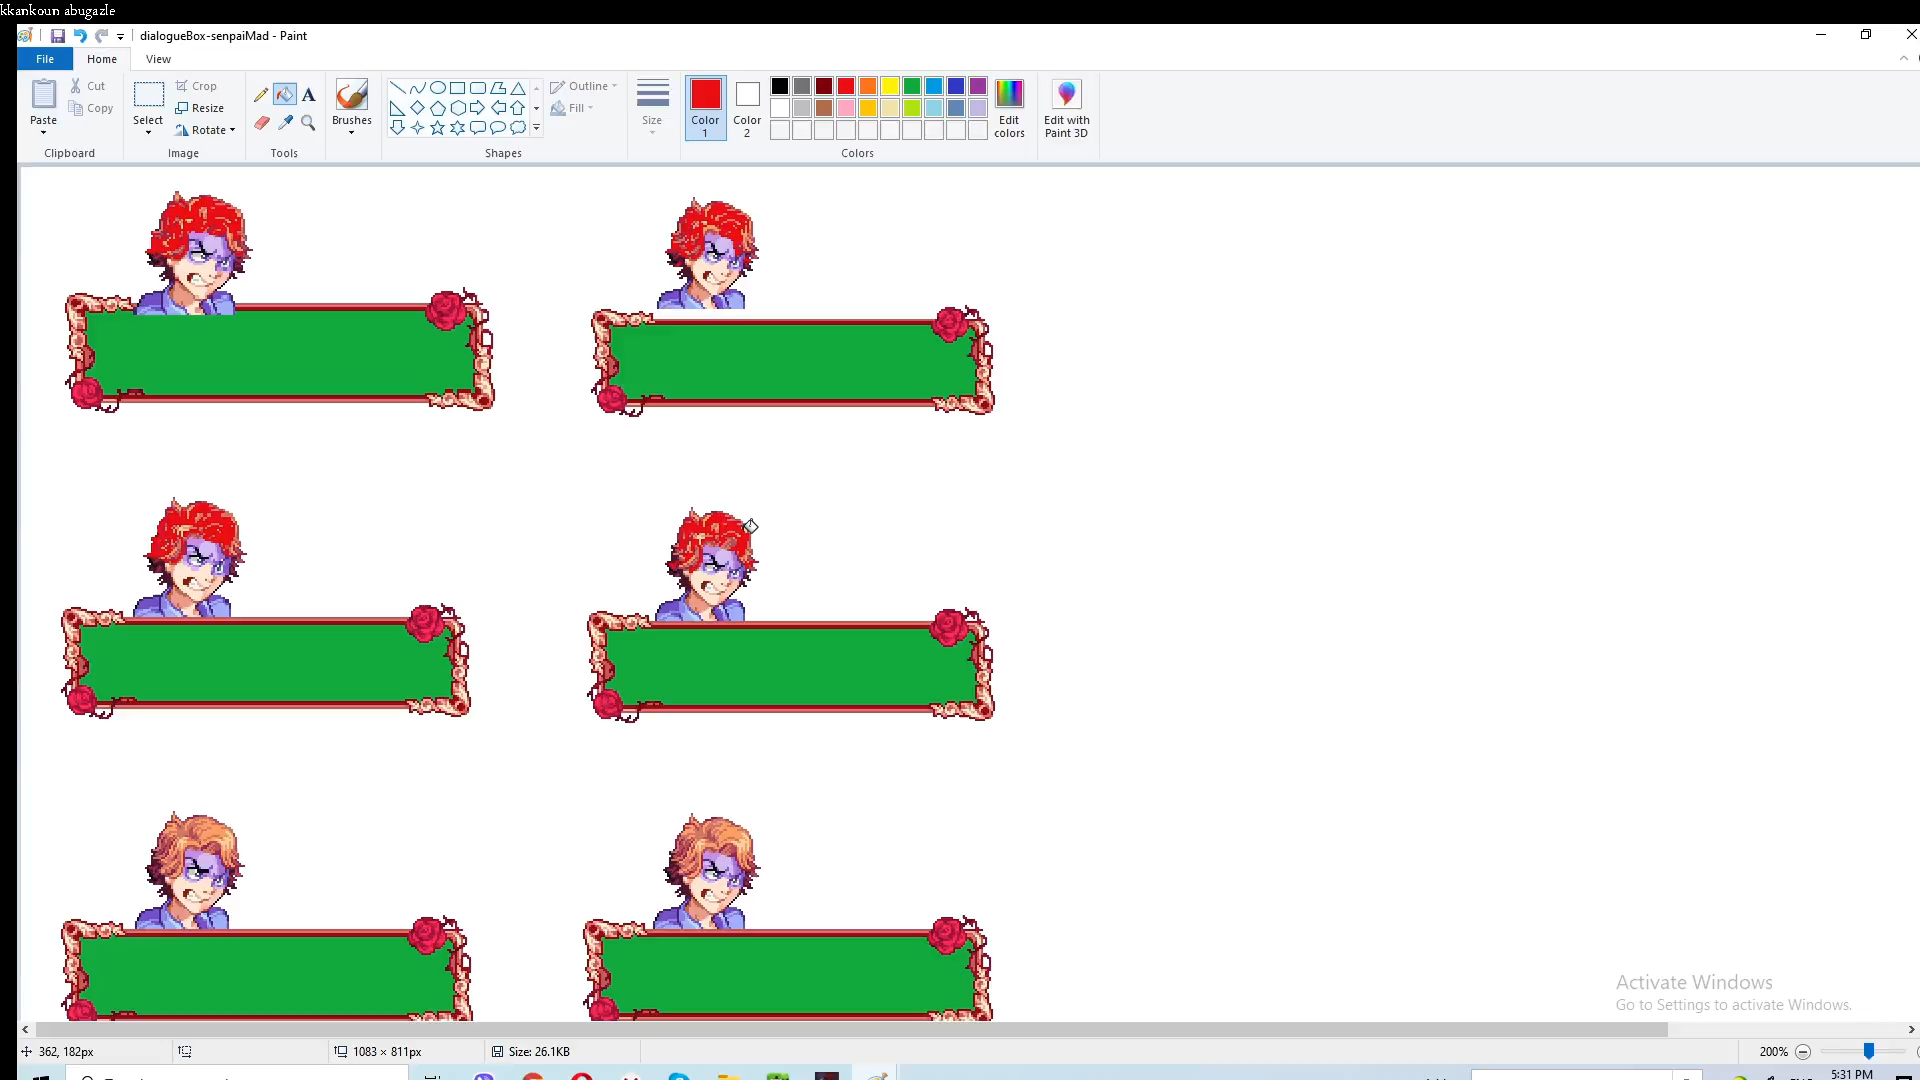 kkankoun abugazle
dialogueBox-senpaiMad - Paint
File
Home
View
Paste
Cut
Copy
Clipboard
Select
Crop
Resize
Rotate
Image
A
Tools
Brushes
Outline
Fill
Shapes
Size
Color
1
Color
2
Edit
colors
Edit with
Paint 3D
Colors
Activate Windows
Go to Settings to activate Windows.
362, 182px
1083 × 811px
Size: 26.1KB
200%
5:31 PM